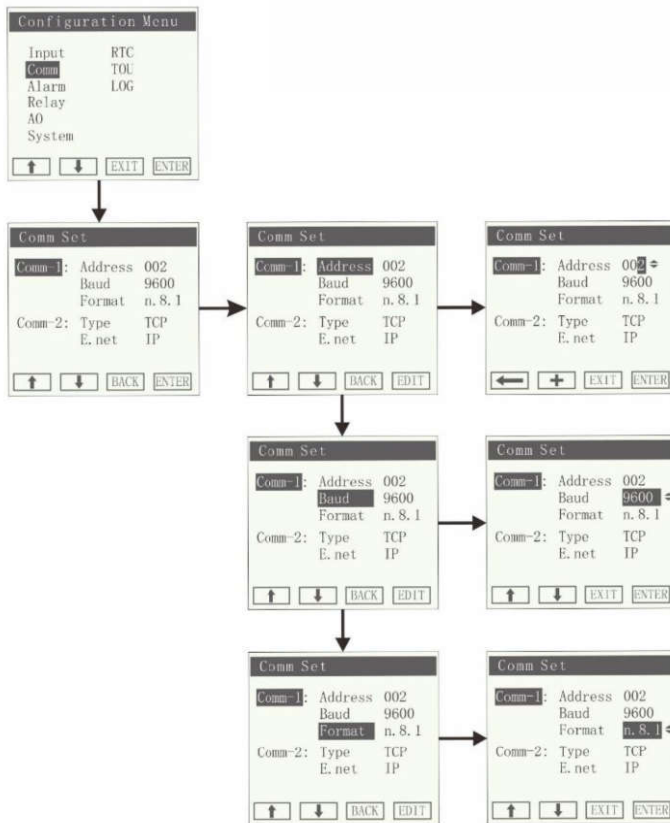 Configuration Menu
Input RTC
Comm TOU
Alarm LOG
Relay
AO
System
EXIT ENTER
Comm Set
Comm-1: Address 002
Baud 9600
Format n.8.1
Comm-2: Type TCP
E.net IP
BACK ENTER
Comm Set
Comm-1: Address 002
Baud 9600
Format n.8.1
Comm-2: Type TCP
E.net IP
BACK EDIT
Comm Set
Comm-1: Address 002
Baud 9600
Format n.8.1
Comm-2: Type TCP
E.net IP
EXIT ENTER
Comm Set
Comm-1: Address 002
Baud 9600
Format n.8.1
Comm-2: Type TCP
E.net IP
BACK EDIT
Comm Set
Comm-1: Address 002
Baud 9600
Format n.8.1
Comm-2: Type TCP
E.net IP
EXIT ENTER
Comm Set
Comm-1: Address 002
Baud 9600
Format n.8.1
Comm-2: Type TCP
E.net IP
BACK EDIT
Comm Set
Comm-1: Address 002
Baud 9600
Format n.8.1
Comm-2: Type TCP
E.net IP
EXIT ENTER